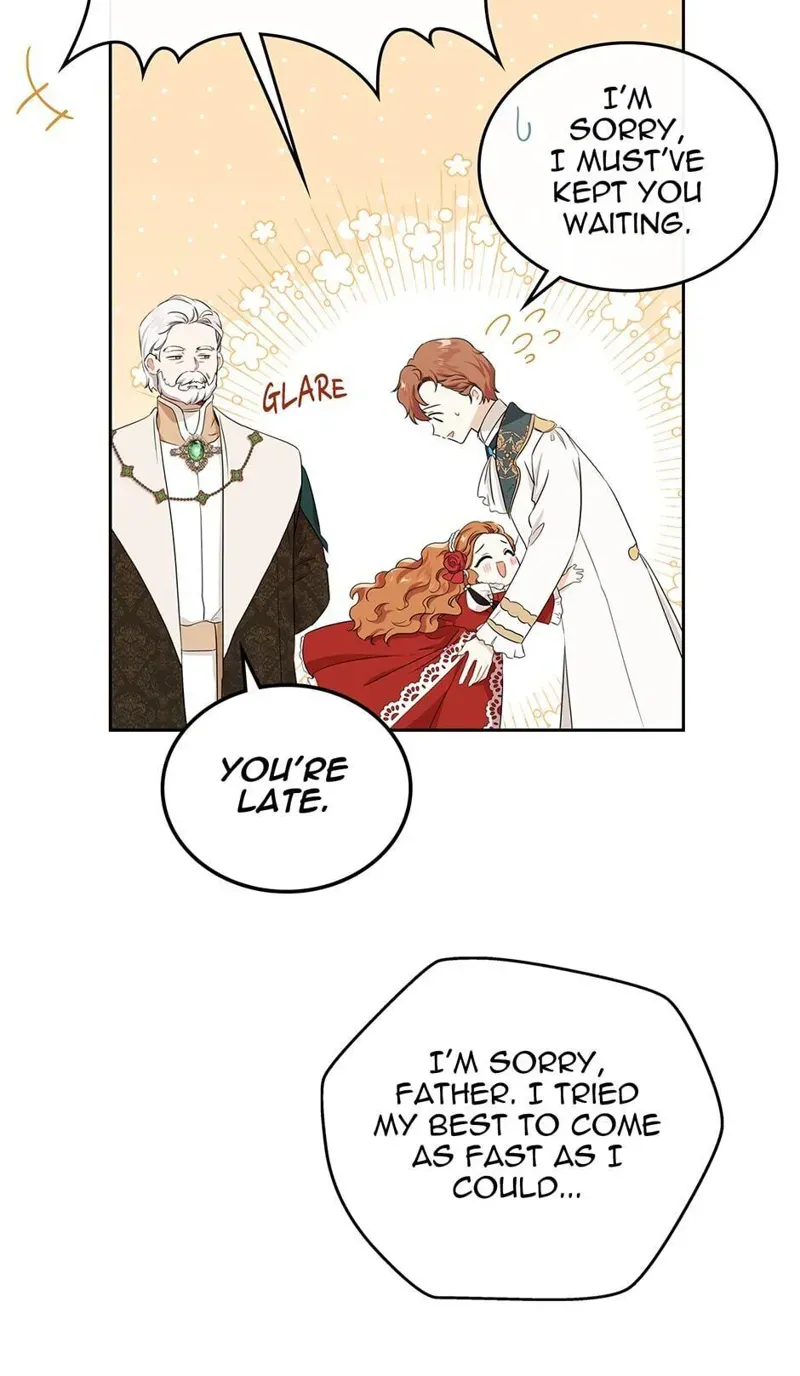 I'M
SORRY,
I MUST'VE
KEPT YOU
WAITING.
GLARE
YOU'RE
LATE.
I'M SORRY,
FATHER. I TRIED
MY BEST TO COME
AS FAST AS I
COULD...